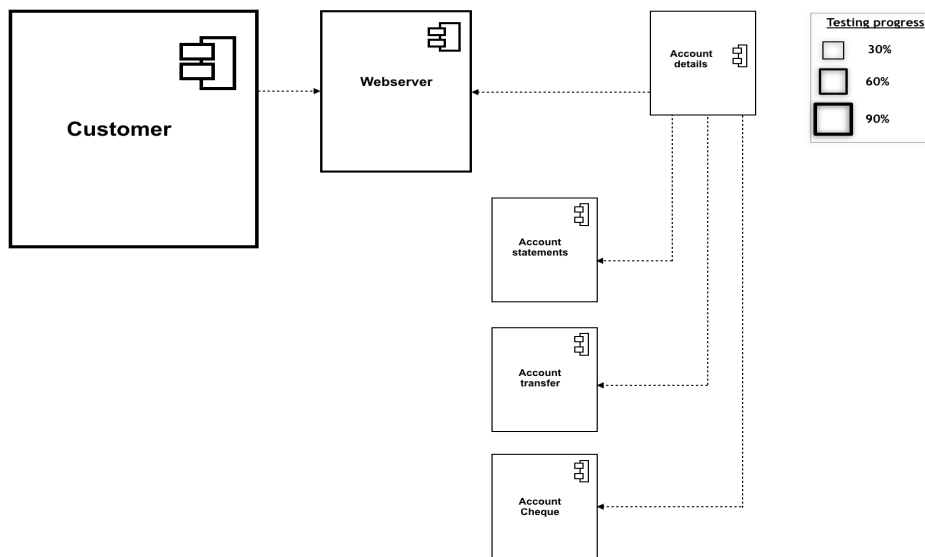 Customer
Webserver
Account
details
Testing progress
30%
60%
90%
Account
statements
Account
transfer
Account
Cheque